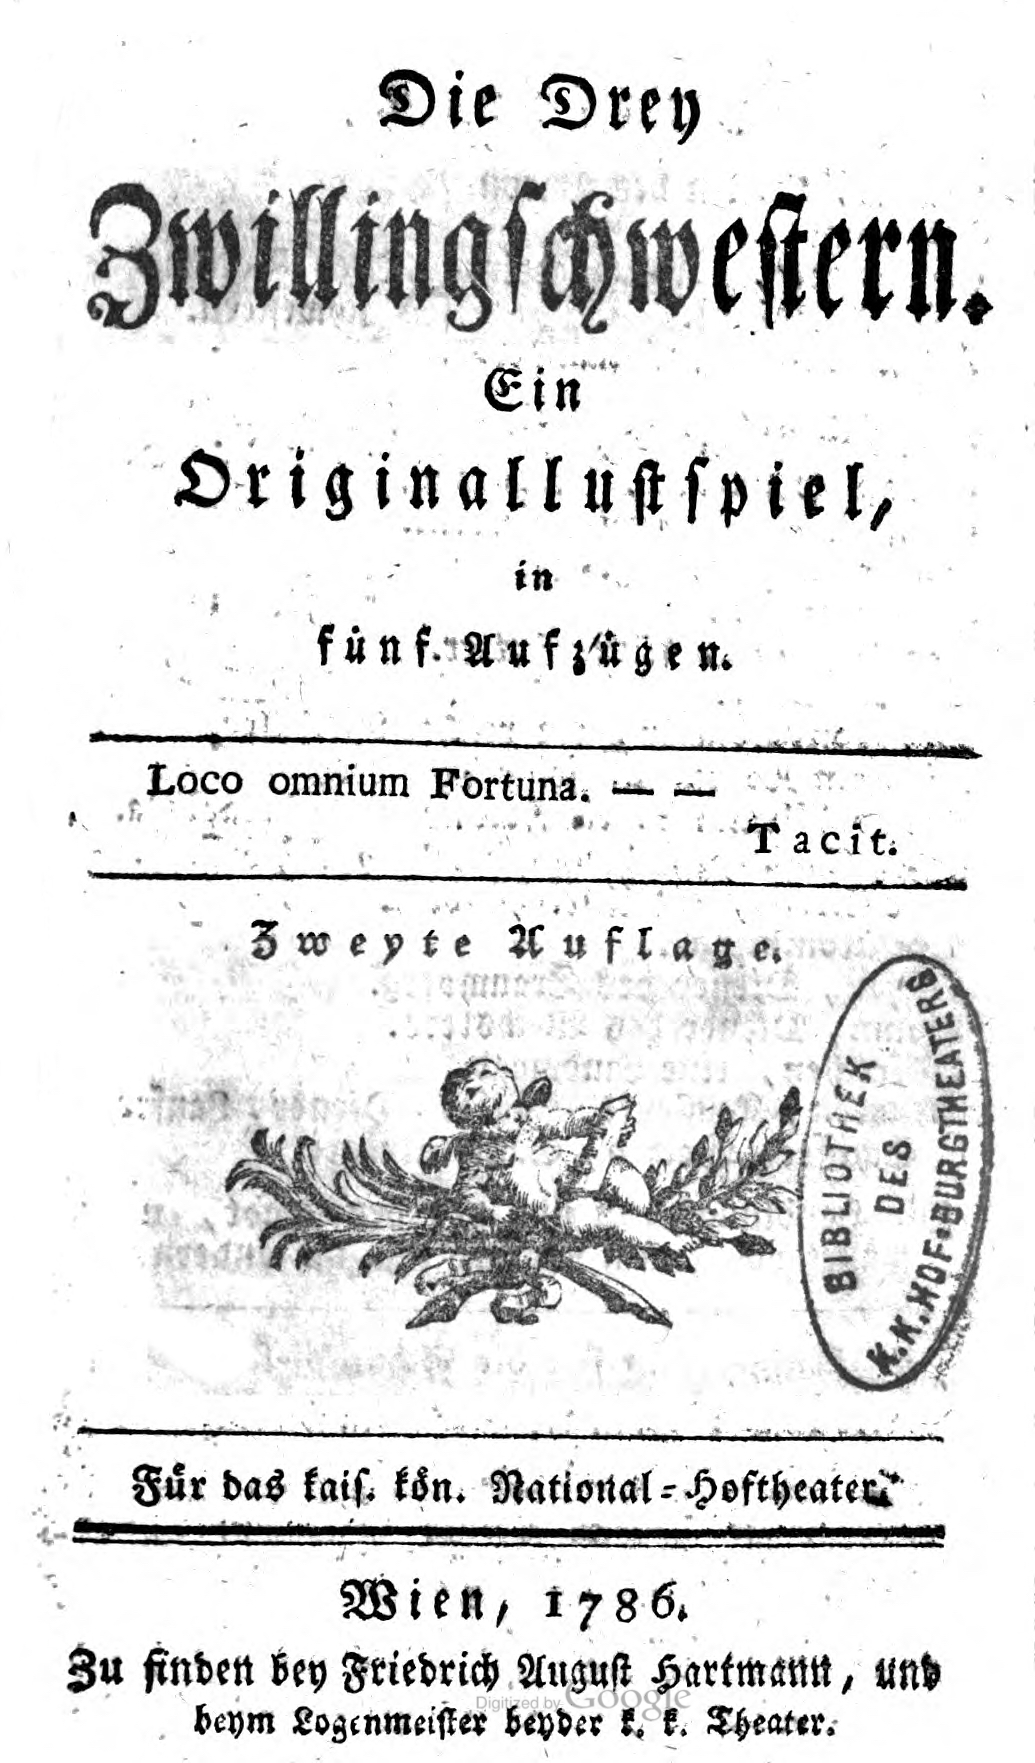 Die Drey
Zwillingschwestern.
Ein
Originallustspiel,
in
fünf Aufzügen.
Loco omnium Fortuna. — —
Tacit.
Zweyte Auflage.
BIBLIOTHEK
DES
K.K. HOF-BURGTHEATERS
Für das kais. kön. National-Hoftheater.
Wien, 1786.
Zu finden bey Friedrich August Hartmann, und
beym Logenmeister beyder k. k. Theater.
Digitized by Google